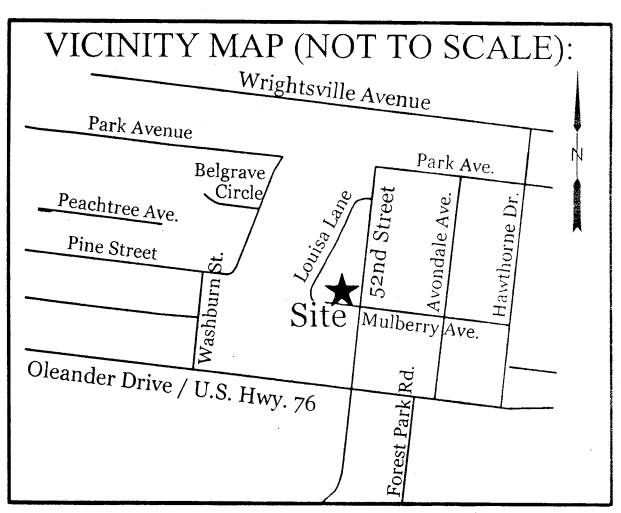 VICINITY MAP (NOT TO SCALE):
Wrightsville Avenue
Park Avenue
Park Ave.
N
Belgrave
Circle
Peachtree Ave.
Louisa Lane
52nd Street
Avondale Ave.
Hawthorne Dr.
Pine Street
Washburn St.
Site
Mulberry Ave.
Oleander Drive / U.S. Hwy. 76
Forest Park Rd.